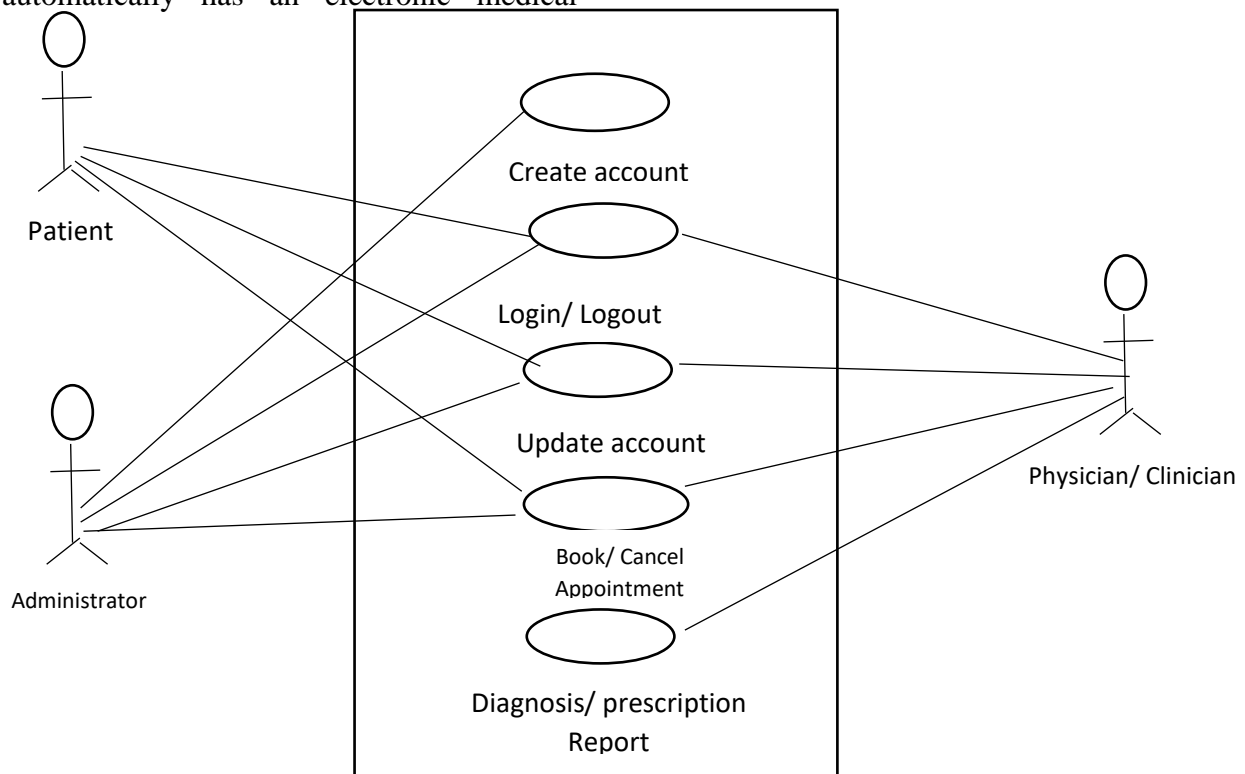 automatically has an electronic medical
Create account
Patient
Login/ Logout
Update account
Physician/ Clinician
Book/ Cancel
Appointment
Administrator
Diagnosis/ prescription
Report